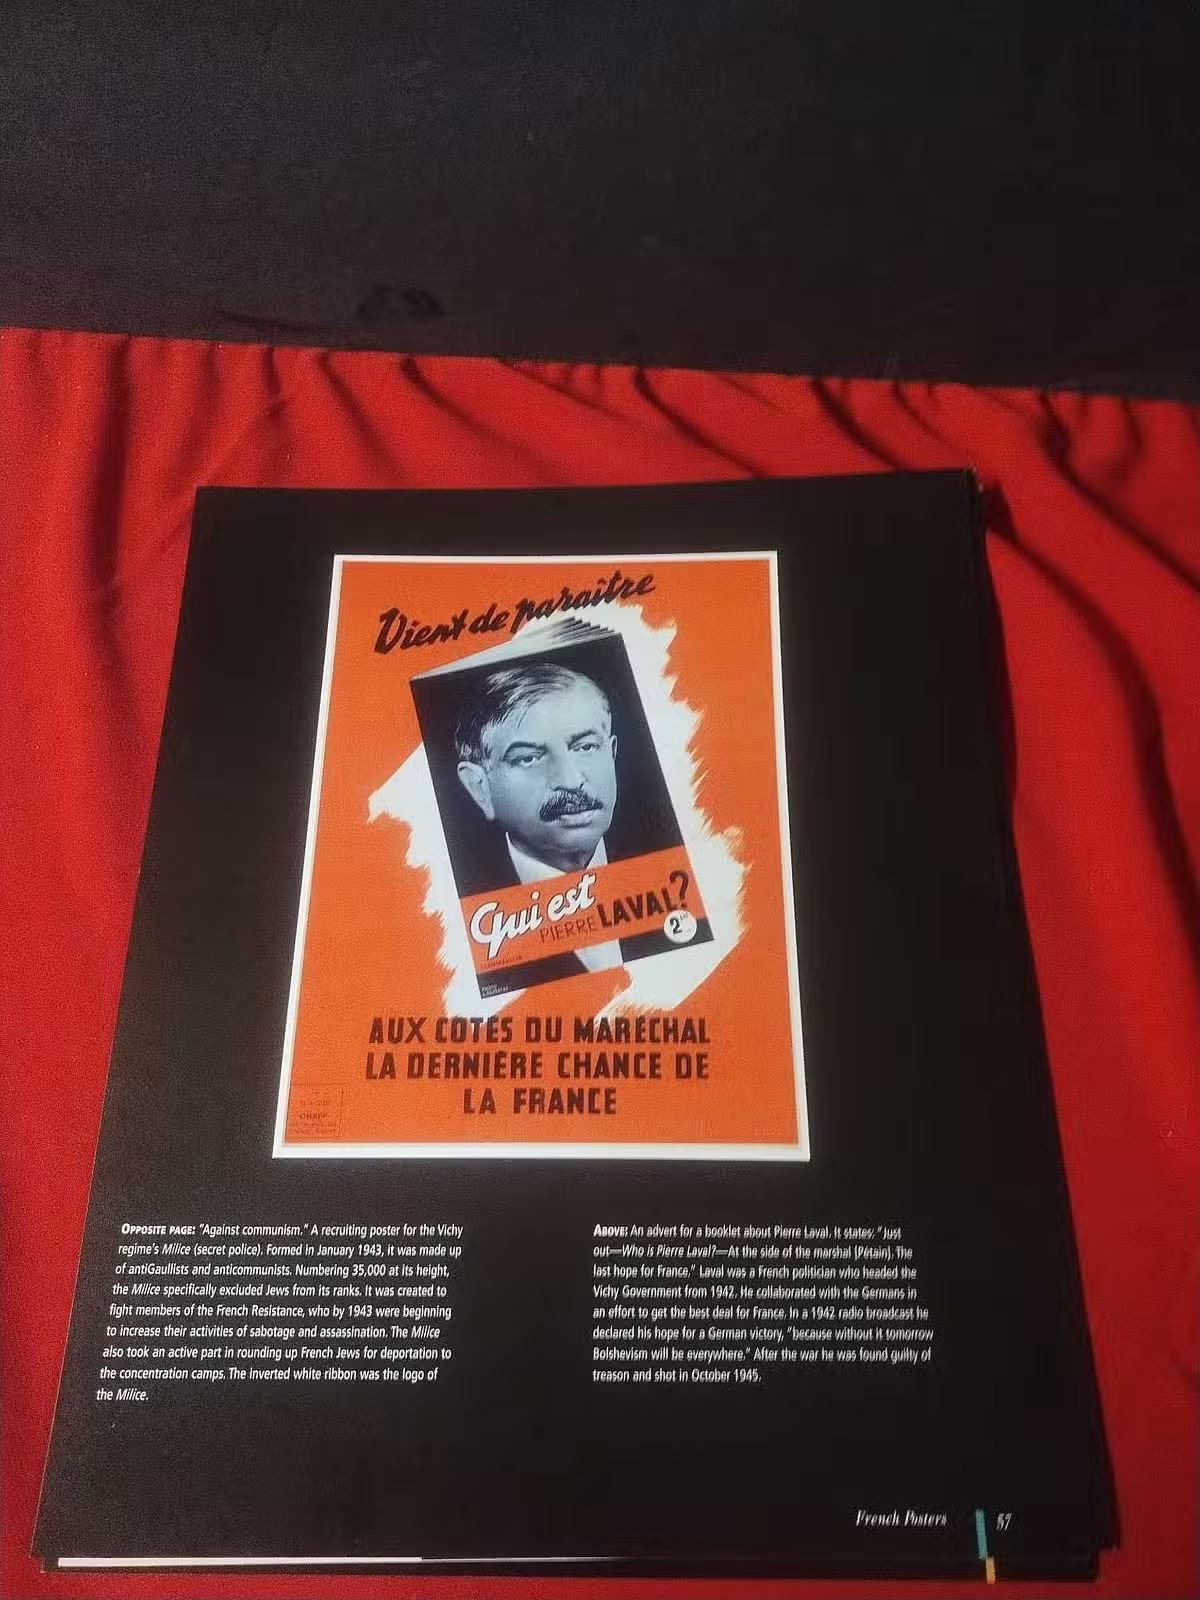 Vient de paraître
Qui est
PIERRE LAVAL?
2
AUX COTÉS DU MARÉCHAL
LA DERNIÈRE CHANCE DE
LA FRANCE
OPPOSITE PAGE: "Against communism." A recruiting poster for the Vichy
regime's Milice (secret police). Formed in January 1943, it was made up
of antiGaullists and anticommunists. Numbering 35,000 at its height,
the Milice specifically excluded Jews from its ranks. It was created to
fight members of the French Resistance, who by 1943 were beginning
to increase their activities of sabotage and assassination. The Milice
also took an active part in rounding up French Jews for deportation to
the concentration camps. The inverted white ribbon was the logo of
the Milice.
ABOVE: An advert for a booklet about Pierre Laval. It states: "Just
out—Who is Pierre Laval?—At the side of the marshal [Pétain]. The
last hope for France." Laval was a French politician who headed the
Vichy Government from 1942. He collaborated with the Germans in
an effort to get the best deal for France. In a 1942 radio broadcast he
declared his hope for a German victory, "because without it tomorrow
Bolshevism will be everywhere." After the war he was found guilty of
treason and shot in October 1945.
French Posters 57